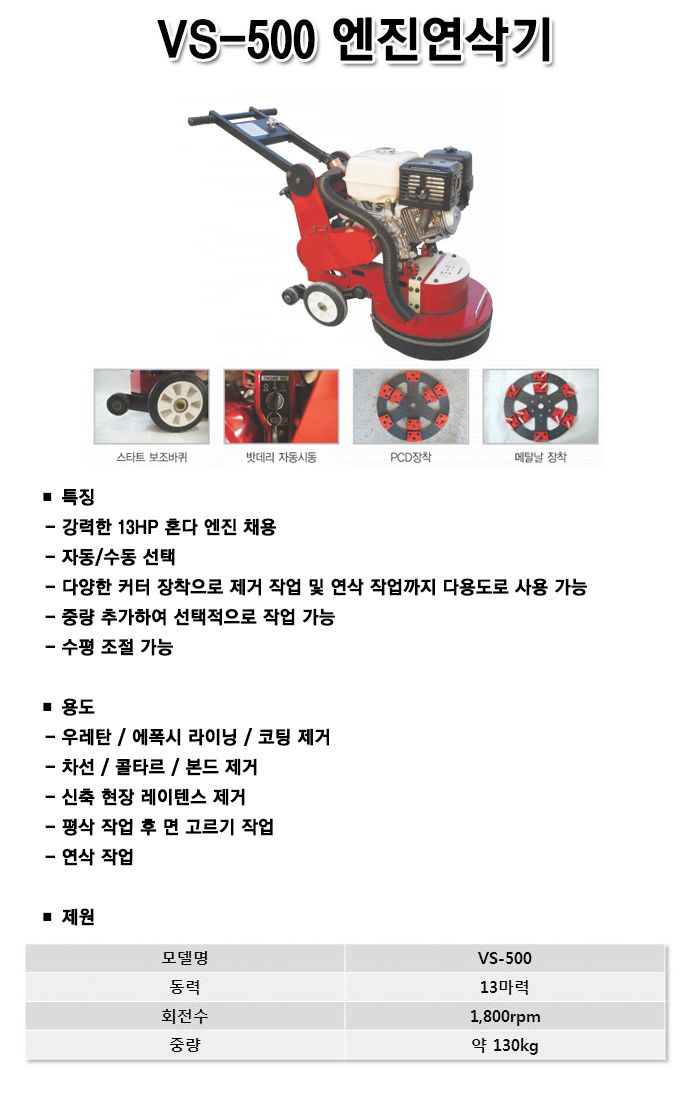 VS-500 엔진연삭기
스타트 보조바퀴
밧데리 자동시동
PCD장착
메탈날 장착
■ 특징
- 강력한 13HP 혼다 엔진 채용
- 자동/수동 선택
- 다양한 커터 장착으로 제거 작업 및 연삭 작업까지 다용도로 사용 가능
- 중량 추가하여 선택적으로 작업 가능
- 수평 조절 가능
■ 용도
- 우레탄 / 에폭시 라이닝 / 코팅 제거
- 차선 / 콜타르 / 본드 제거
- 신축 현장 레이텐스 제거
- 평삭 작업 후 면 고르기 작업
- 연삭 작업
■ 제원
모델명 VS-500
동력 13마력
회전수 1,800rpm
중량 약 130kg